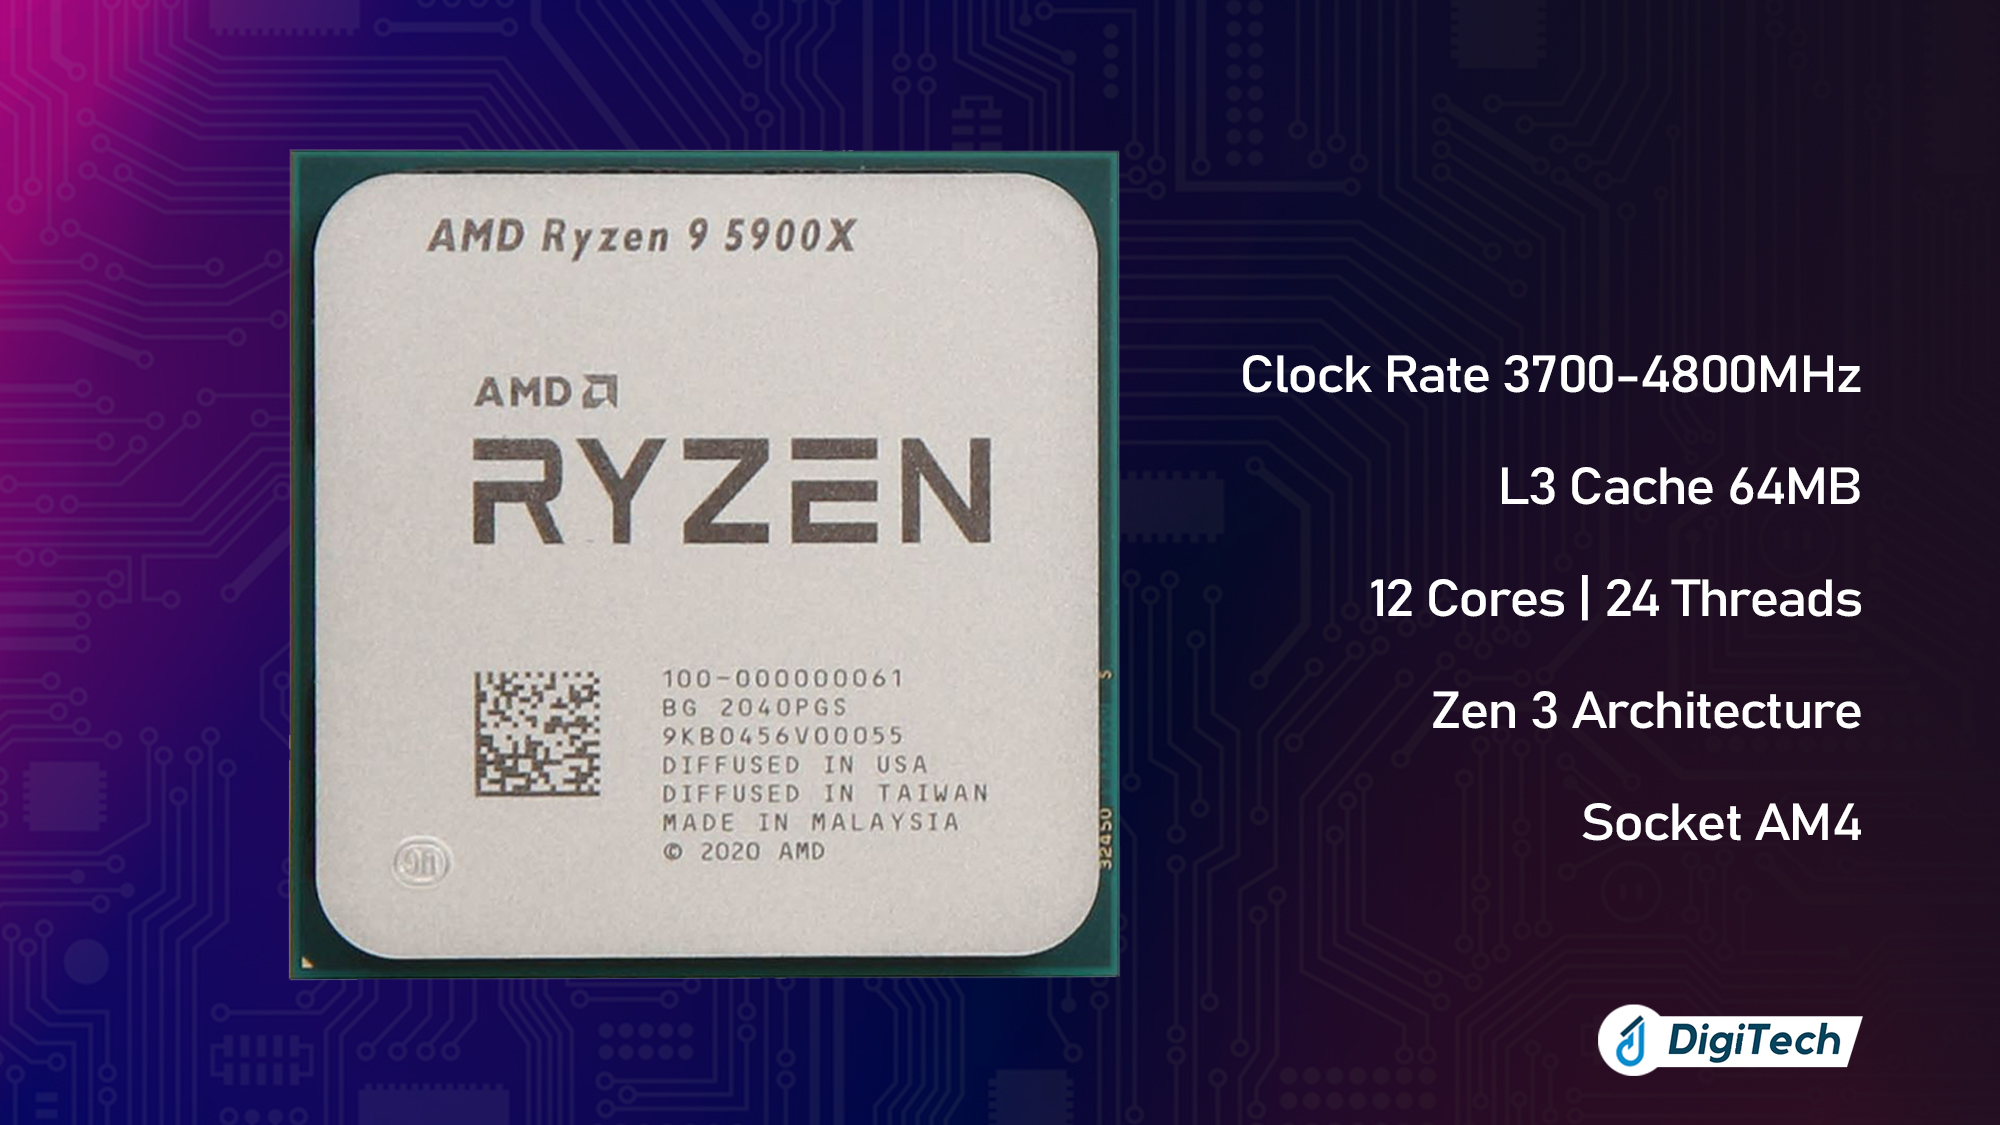 AMD Ryzen 9 5900X
AMD
RYZEN
100-000000061
BG 2040PGS
9KB0456V00055
DIFFUSED IN USA
DIFFUSED IN TAIWAN
MADE IN MALAYSIA
© 2020 AMD
32450
Clock Rate 3700-4800MHz
L3 Cache 64MB
12 Cores | 24 Threads
Zen 3 Architecture
Socket AM4
DigiTech